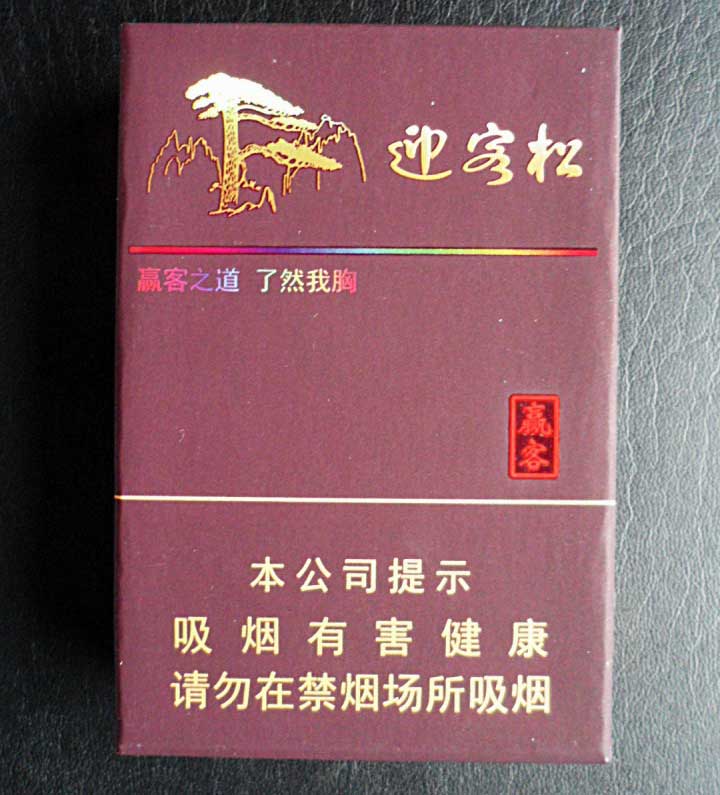 迎客松
赢客之道 了然我胸
赢客
本公司提示
吸烟有害健康
请勿在禁烟场所吸烟